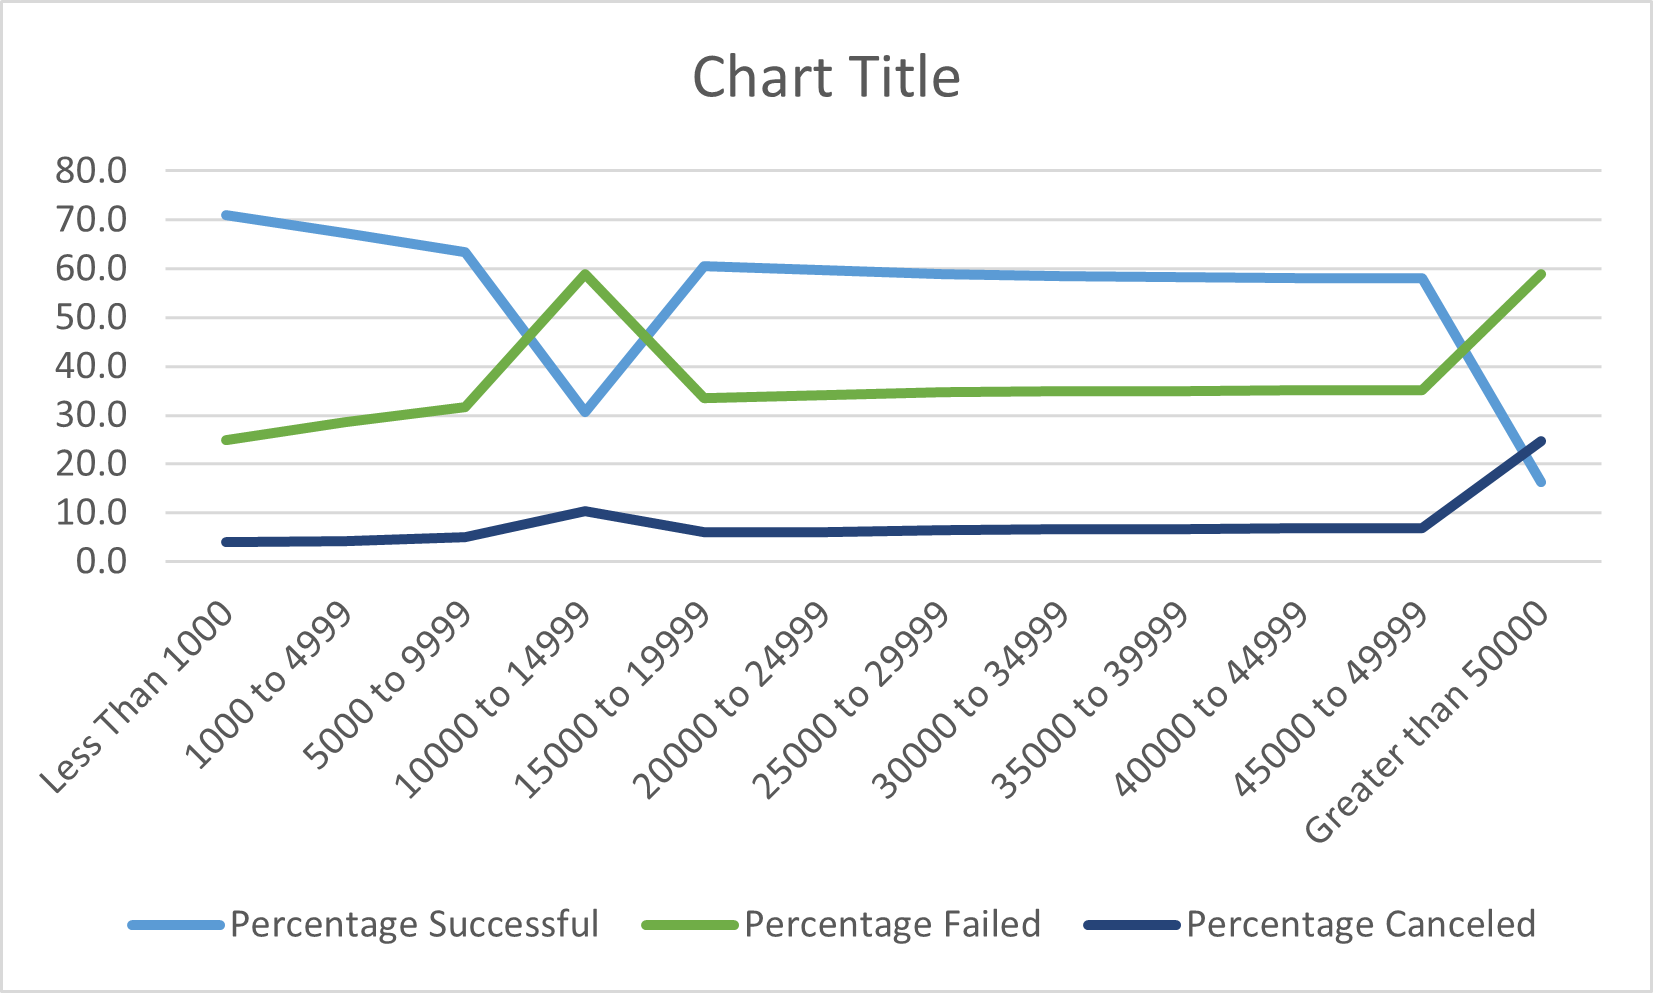 Chart Title
80.0
70.0
60.0
50.0
40.0
30.0
20.0
10.0
0.0
Less Than 1000
1000 to 4999
5000 to 9999
10000 to 14999
15000 to 19999
20000 to 24999
25000 to 29999
30000 to 34999
35000 to 39999
40000 to 44999
45000 to 49999
Greater than 50000
Percentage Successful
Percentage Failed
Percentage Canceled